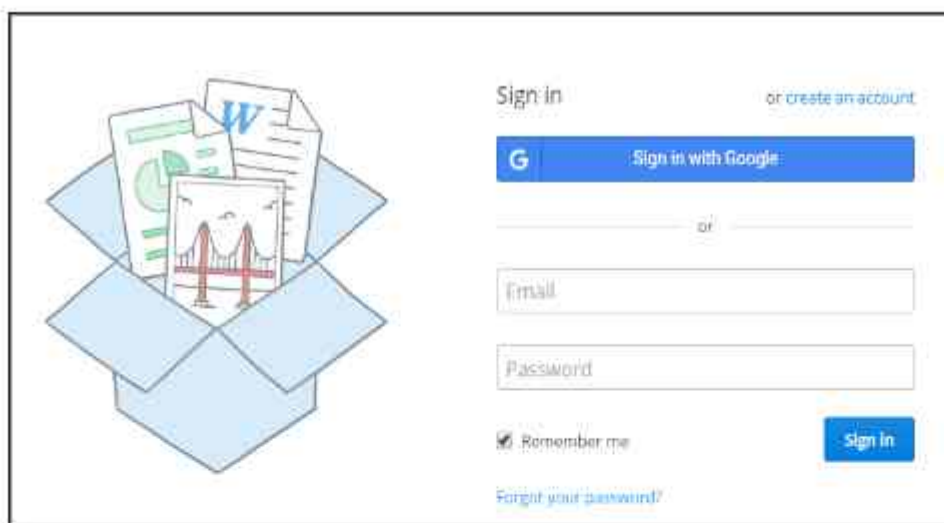 W
Sign in
or create an account
G Sign in with Google
or
Email
Password
Remember me
Sign in
Forgot your password?